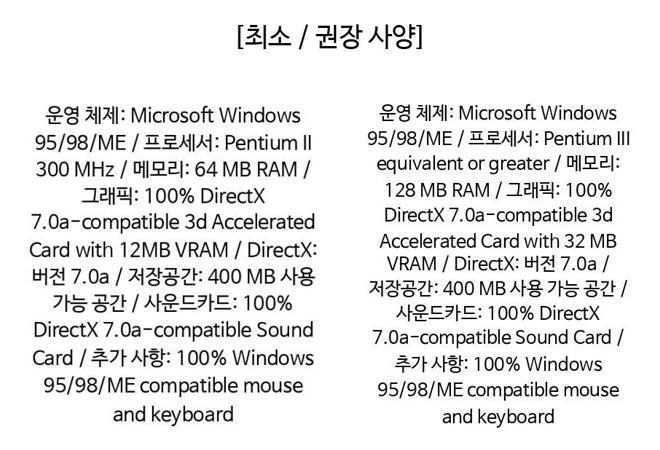 [최소 / 권장 사양]
운영 체제: Microsoft Windows
95/98/ME / 프로세서: Pentium II
300 MHz / 메모리: 64 MB RAM /
그래픽: 100% DirectX
7.0a-compatible 3d Accelerated
Card with 12MB VRAM / DirectX:
버전 7.0a / 저장공간: 400 MB 사용
가능 공간 / 사운드카드: 100%
DirectX 7.0a-compatible Sound
Card / 추가 사항: 100% Windows
95/98/ME compatible mouse
and keyboard
운영 체제: Microsoft Windows
95/98/ME / 프로세서: Pentium III
equivalent or greater / 메모리:
128 MB RAM / 그래픽: 100%
DirectX 7.0a-compatible 3d
Accelerated Card with 32 MB
VRAM / DirectX: 버전 7.0a /
저장공간: 400 MB 사용 가능 공간 /
사운드카드: 100% DirectX
7.0a-compatible Sound Card /
추가 사항: 100% Windows
95/98/ME compatible mouse
and keyboard